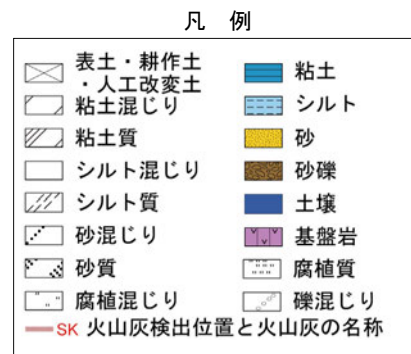 凡 例
表土・耕作土
・人工改変土
粘土混じり
粘土質
シルト混じり
シルト質
砂混じり
砂質
腐植混じり
粘土
シルト
砂
砂礫
土壌
基盤岩
腐植質
礫混じり
SK 火山灰検出位置と火山灰の名称